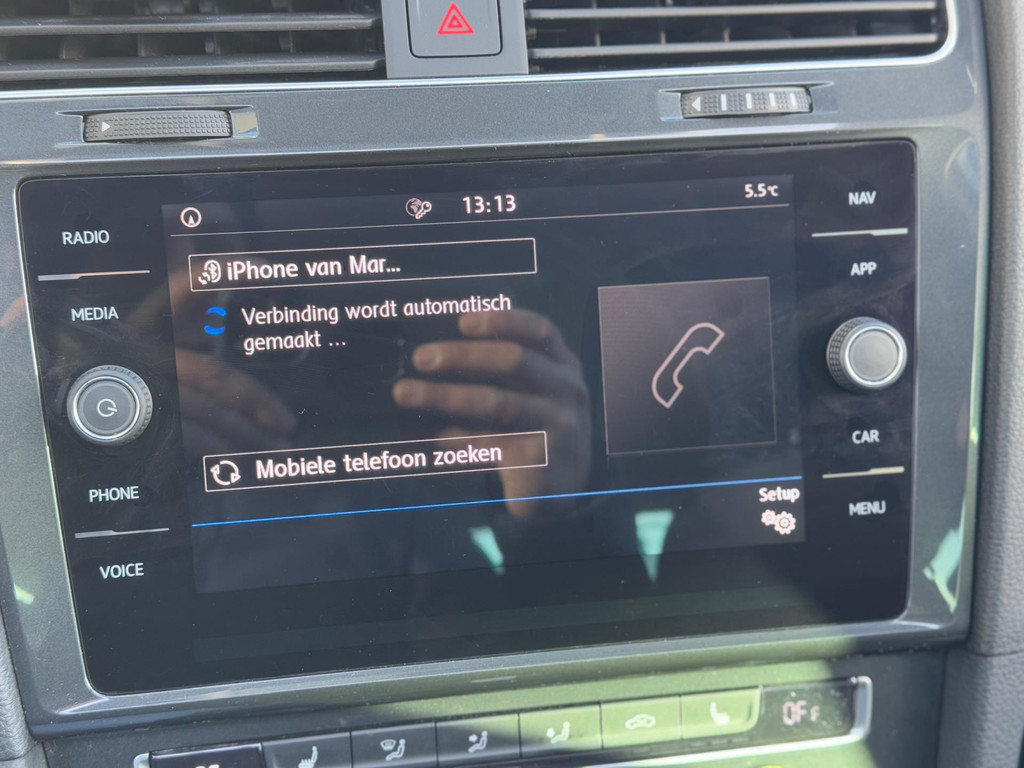 13:13
5.5°C
NAV
RADIO
iPhone van Mar...
APP
MEDIA
Verbinding wordt automatisch
gemaakt ...
CAR
Mobiele telefoon zoeken
PHONE
Setup
MENU
VOICE
OFF